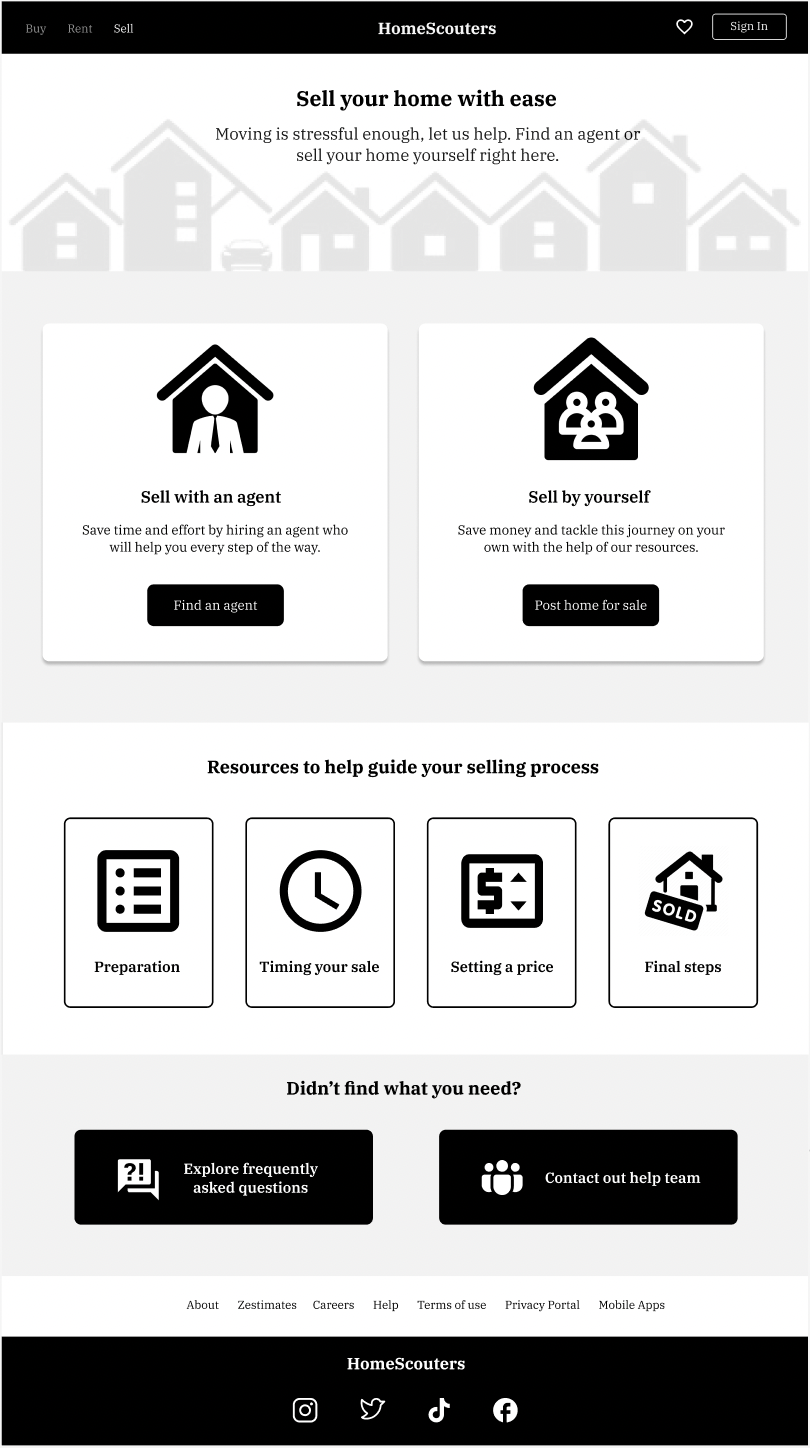 Buy Rent Sell HomeScouters Sign In
Sell your home with ease
Moving is stressful enough, let us help. Find an agent or
sell your home yourself right here.
Sell with an agent
Save time and effort by hiring an agent who
will help you every step of the way.
Find an agent
Sell by yourself
Save money and tackle this journey on your
own with the help of our resources.
Post home for sale
Resources to help guide your selling process
$
SOLD
Preparation
Timing your sale
Setting a price
Final steps
Didn’t find what you need?
?!
Explore frequently
asked questions
Contact out help team
About Zestimates Careers Help Terms of use Privacy Portal Mobile Apps
HomeScouters